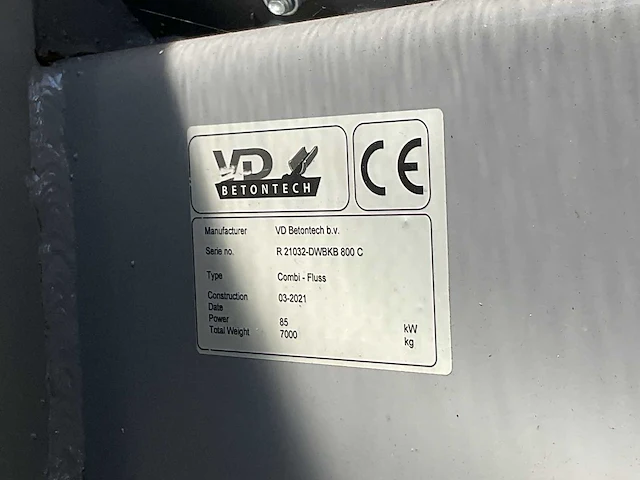 VD
BETONTECH
CE
Manufacturer VD Betontech b.v.
Serie no. R 21032-DWBKB 800 C
Type Combi - Fluss
Construction Date 03-2021
Power 85 kW
Total Weight 7000 kg